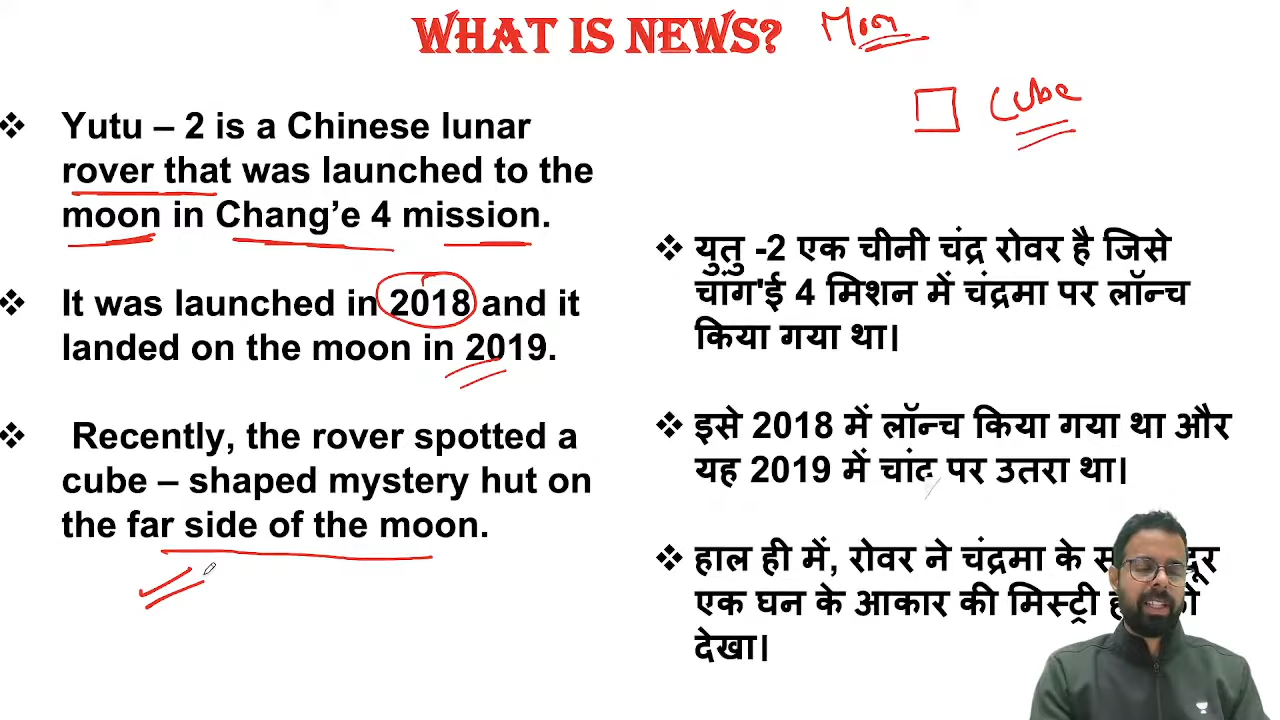 WHAT IS NEWS?
Moon
Cube
❖ Yutu – 2 is a Chinese lunar
rover that was launched to the
moon in Chang’e 4 mission.
❖ It was launched in 2018 and it
landed on the moon in 2019.
❖ Recently, the rover spotted a
cube – shaped mystery hut on
the far side of the moon.
❖ युतु -2 एक चीनी चंद्र रोवर है जिसे
चांग'ई 4 मिशन में चंद्रमा पर लॉन्च
किया गया था।
❖ इसे 2018 में लॉन्च किया गया था और
यह 2019 में चांद पर उतरा था।
❖ हाल ही में, रोवर ने चंद्रमा के दूर
एक घन के आकार की मिस्ट्री
देखा।